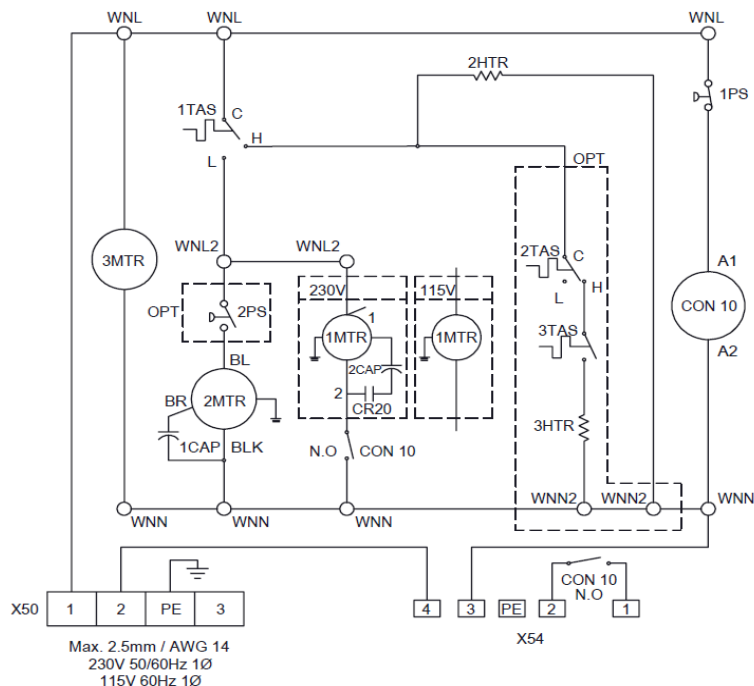 WNL WNL WNL
2HTR
1PS
1TAS C
H
L
OPT
WNL2 WNL2
2TAS C
A1
3MTR
230V 115V
L H
OPT 2PS
1
CON 10
1MTR 1MTR
3TAS
A2
BL
2CAP
BR 2MTR
2
CR20
3HTR
1CAP BLK
N.O CON 10
WNN2 WNN2 WNN
WNN WNN WNN
CON 10
N.O
X50 1 2 PE 3
4 3 PE 2 1
X54
Max. 2.5mm / AWG 14
230V 50/60Hz 1Ø
115V 60Hz 1Ø